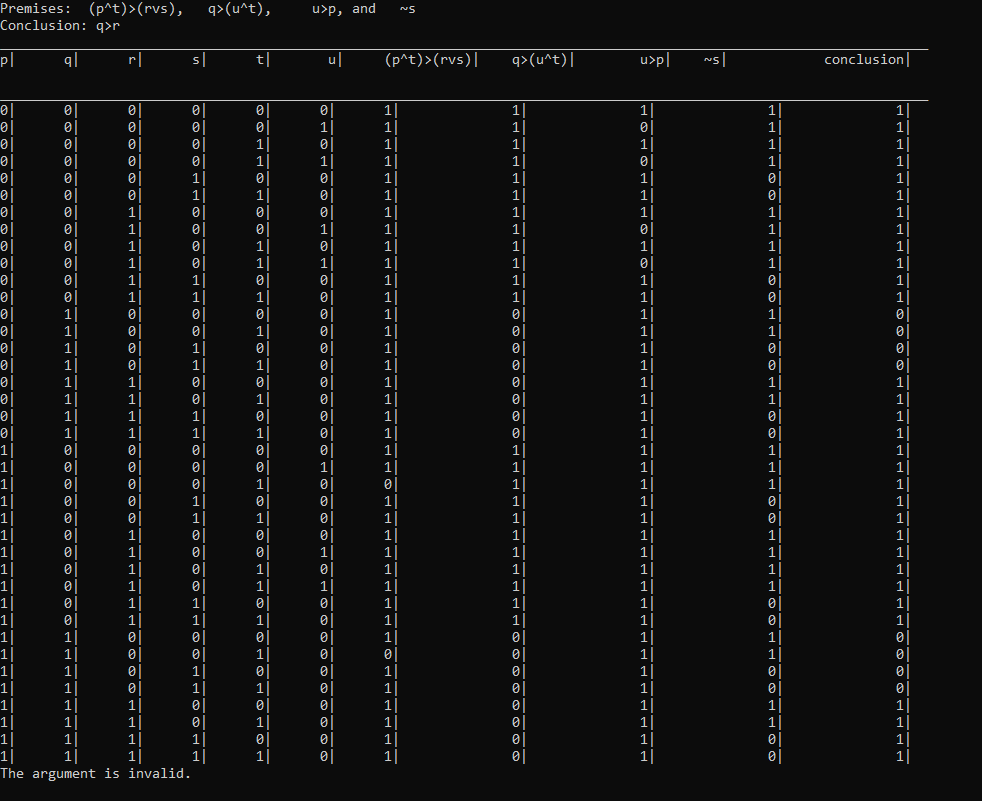 Premises:  (p^t)>(rvs),   q>(u^t),     u>p, and   ~s
Conclusion: q>r
p|      q|      r|      s|      t|      u|      (p^t)>(rvs)|    q>(u^t)|        u>p|    ~s|             conclusion|
0|      0|      0|      0|      0|      0|      1|              1|              1|              1|              1|
0|      0|      0|      0|      0|      1|      1|              1|              0|              1|              1|
0|      0|      0|      0|      1|      0|      1|              1|              1|              1|              1|
0|      0|      0|      0|      1|      1|      1|              1|              0|              1|              1|
0|      0|      0|      1|      0|      0|      1|              1|              1|              0|              1|
0|      0|      0|      1|      1|      0|      1|              1|              1|              0|              1|
0|      0|      1|      0|      0|      0|      1|              1|              1|              1|              1|
0|      0|      1|      0|      0|      1|      1|              1|              0|              1|              1|
0|      0|      1|      0|      1|      0|      1|              1|              1|              1|              1|
0|      0|      1|      0|      1|      1|      1|              1|              0|              1|              1|
0|      0|      1|      1|      0|      0|      1|              1|              1|              0|              1|
0|      0|      1|      1|      1|      0|      1|              1|              1|              0|              1|
0|      1|      0|      0|      0|      0|      1|              0|              1|              1|              0|
0|      1|      0|      0|      1|      0|      1|              0|              1|              1|              0|
0|      1|      0|      1|      0|      0|      1|              0|              1|              0|              0|
0|      1|      0|      1|      1|      0|      1|              0|              1|              0|              0|
0|      1|      1|      0|      0|      0|      1|              0|              1|              1|              1|
0|      1|      1|      0|      1|      0|      1|              0|              1|              1|              1|
0|      1|      1|      1|      0|      0|      1|              0|              1|              0|              1|
0|      1|      1|      1|      1|      0|      1|              0|              1|              0|              1|
1|      0|      0|      0|      0|      0|      1|              1|              1|              1|              1|
1|      0|      0|      0|      0|      1|      1|              1|              1|              1|              1|
1|      0|      0|      0|      1|      0|      0|              1|              1|              1|              1|
1|      0|      0|      1|      0|      0|      1|              1|              1|              0|              1|
1|      0|      0|      1|      1|      0|      1|              1|              1|              0|              1|
1|      0|      1|      0|      0|      0|      1|              1|              1|              1|              1|
1|      0|      1|      0|      0|      1|      1|              1|              1|              1|              1|
1|      0|      1|      0|      1|      0|      1|              1|              1|              1|              1|
1|      0|      1|      0|      1|      1|      1|              1|              1|              1|              1|
1|      0|      1|      1|      0|      0|      1|              1|              1|              0|              1|
1|      0|      1|      1|      1|      0|      1|              1|              1|              0|              1|
1|      1|      0|      0|      0|      0|      1|              0|              1|              1|              0|
1|      1|      0|      0|      1|      0|      0|              0|              1|              1|              0|
1|      1|      0|      1|      0|      0|      1|              0|              1|              0|              0|
1|      1|      0|      1|      1|      0|      1|              0|              1|              0|              0|
1|      1|      1|      0|      0|      0|      1|              0|              1|              1|              1|
1|      1|      1|      0|      1|      0|      1|              0|              1|              1|              1|
1|      1|      1|      1|      0|      0|      1|              0|              1|              0|              1|
1|      1|      1|      1|      1|      0|      1|              0|              1|              0|              1|
The argument is invalid.